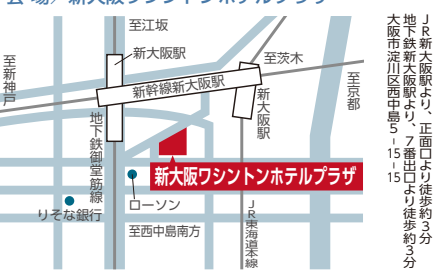 会 場／新大阪ワシントンホテルプラザ
至江坂
新大阪駅
至茨木
至新神戸
新幹線新大阪駅
新大阪駅
至京都
地下鉄御堂筋線
新大阪ワシントンホテルプラザ
ローソン
りそな銀行
至西中島南方
JR東海道本線
JR新大阪駅より、正面口より徒歩約3分
地下鉄新大阪駅より、7番出口より徒歩約3分
大阪市淀川区西中島5-15-15